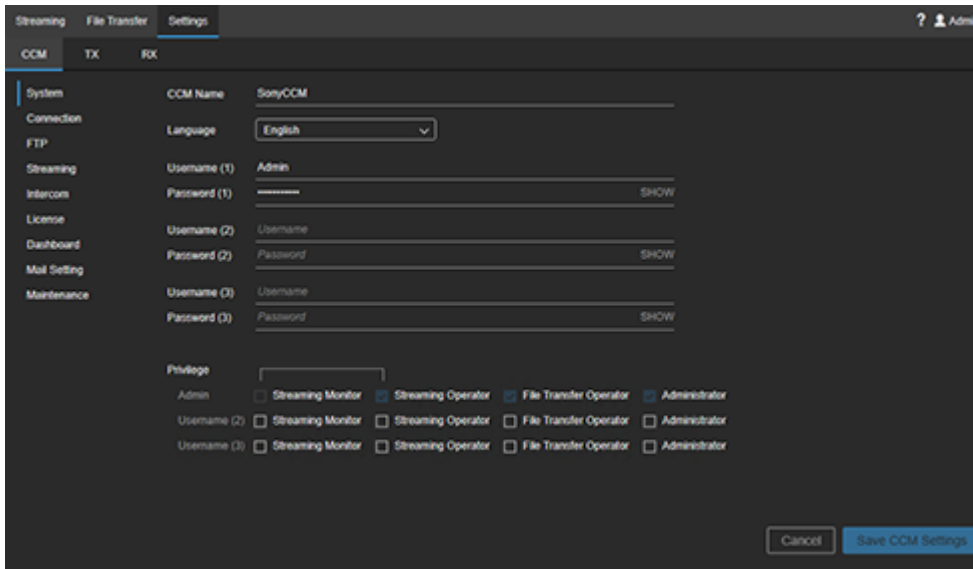 Streaming File Transfer Settings ? Admi
CCM TX RX
System
Connection
FTP
Streaming
Intercom
License
Dashboard
Mail Setting
Maintenance
CCM Name SonyCCM
Language English
Username (1) Admin
Password (1) ••••••••••• SHOW
Username (2) Username
Password (2) Password SHOW
Username (3) Username
Password (3) Password SHOW
Privilege
Admin Streaming Monitor Streaming Operator File Transfer Operator Administrator
Username (2) Streaming Monitor Streaming Operator File Transfer Operator Administrator
Username (3) Streaming Monitor Streaming Operator File Transfer Operator Administrator
Cancel Save CCM Settings